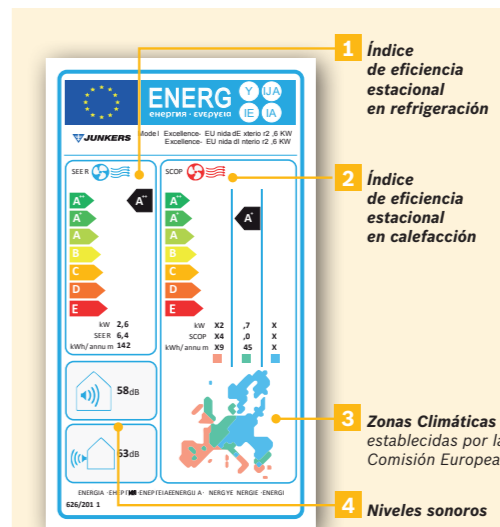 1 Índice
de eficiencia
estacional
en refrigeración
ENERG Y IJA
IE IA
енергия · ενεργεια
JUNKERS
Model Excellence- EU nida dE xterio r2 ,6 KW
Excellence- EU nida dI nterio r2 ,6 KW
SEE R
A++
A++
A+
A
B
C
D
E
kW 2,6
SEE R 6,4
kWh/annu m 142
SCOP
A+
A++
A+
A
B
C
D
E
kW X2 ,7 X
SCOP X4 ,0 X
kWh/annu m X9 45 X
2 Índice
de eficiencia
estacional
en calefacción
58dB
53dB
3 Zonas Climáticas
establecidas por la
Comisión Europea
4 Niveles sonoros
626/201 1